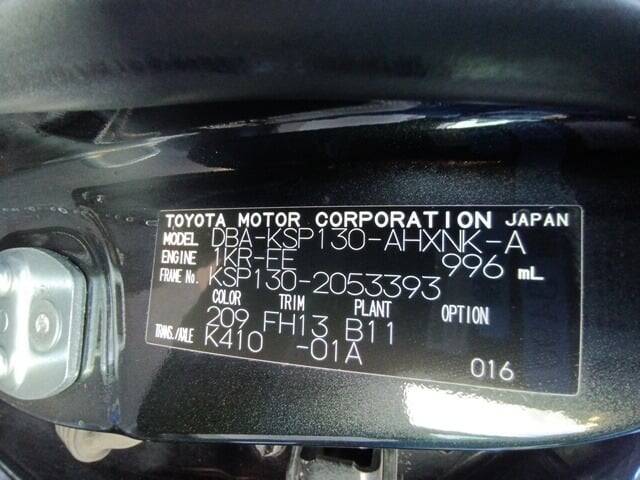 TOYOTA MOTOR CORPORATION JAPAN
MODEL DBA-KSP130-AHXNK-A
ENGINE 1KR-FE 996 mL
FRAME No. KSP130-2053393
COLOR TRIM PLANT OPTION
209 FH13 B11
TRANS./AXLE K410 -01A
016